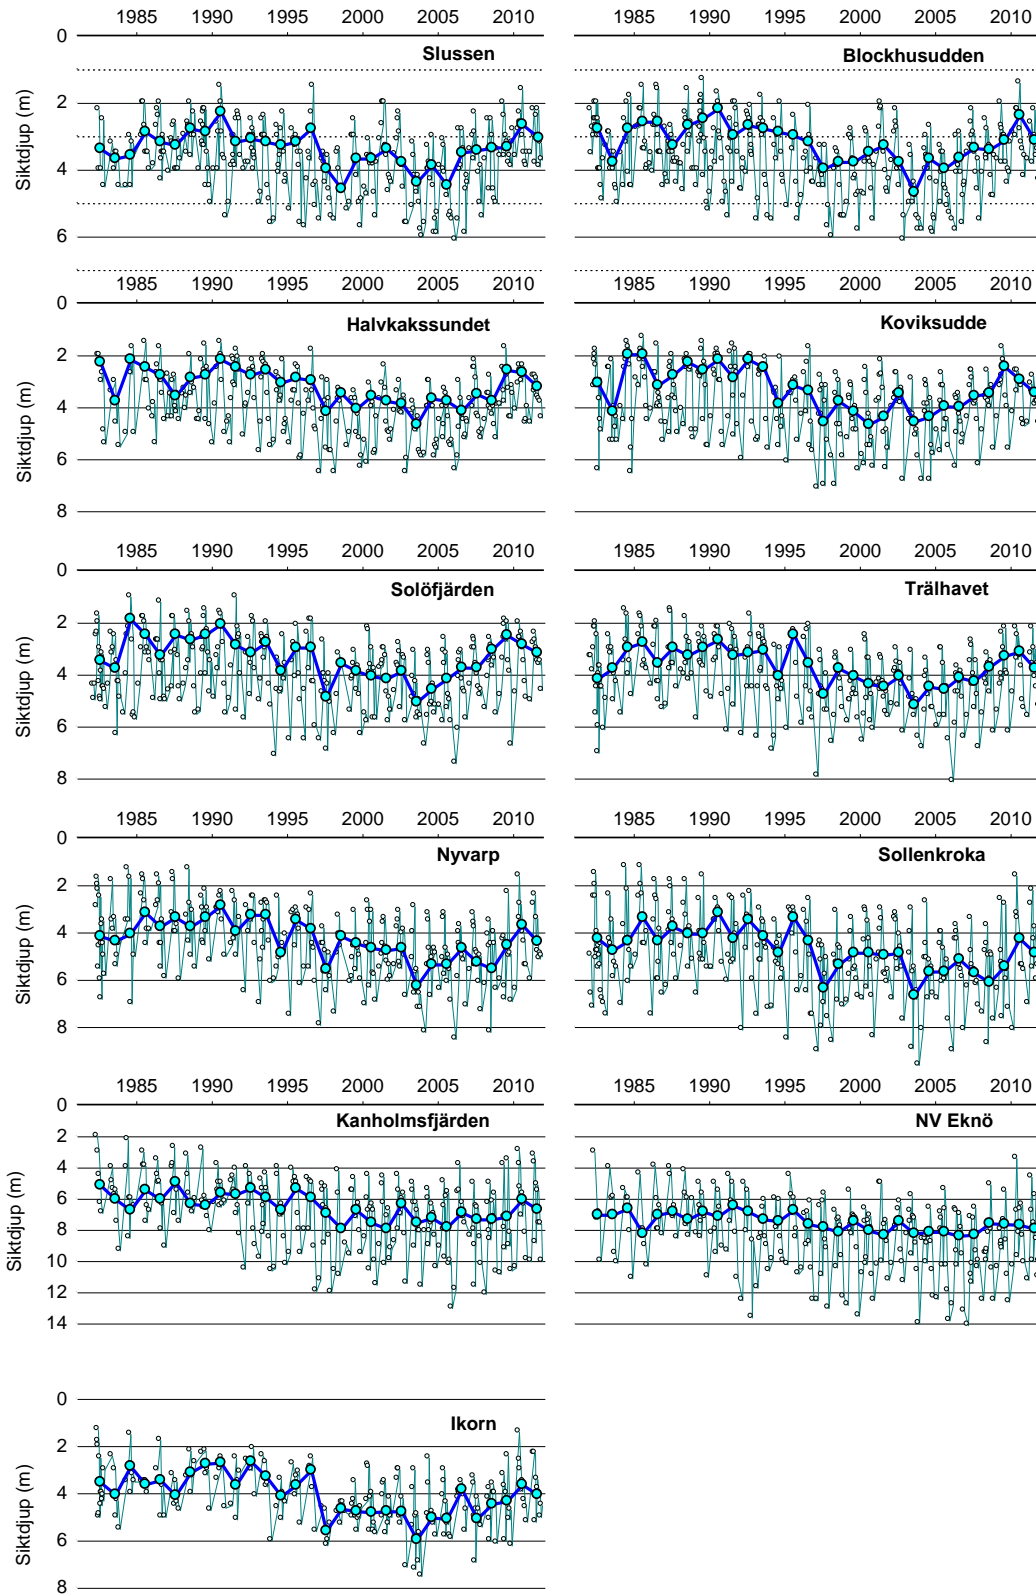 1985 1990 1995 2000 2005 2010 1985 1990 1995 2000 2005 2010
0
Slussen Blockhusudden
2
Siktdjup (m)
4
6
1985 1990 1995 2000 2005 2010 1985 1990 1995 2000 2005 2010
0
Halvkakssundet Koviksudde
2
Siktdjup (m)
4
6
8
1985 1990 1995 2000 2005 2010 1985 1990 1995 2000 2005 2010
0
Solöfjärden Trälhavet
2
Siktdjup (m)
4
6
8
1985 1990 1995 2000 2005 2010 1985 1990 1995 2000 2005 2010
0
Nyvarp Sollenkroka
2
Siktdjup (m)
4
6
8
1985 1990 1995 2000 2005 2010 1985 1990 1995 2000 2005 2010
0
Kanholmsfjärden NV Eknö
2
4
Siktdjup (m)
6
8
10
12
14
0
Ikorn
2
Siktdjup (m)
4
6
8